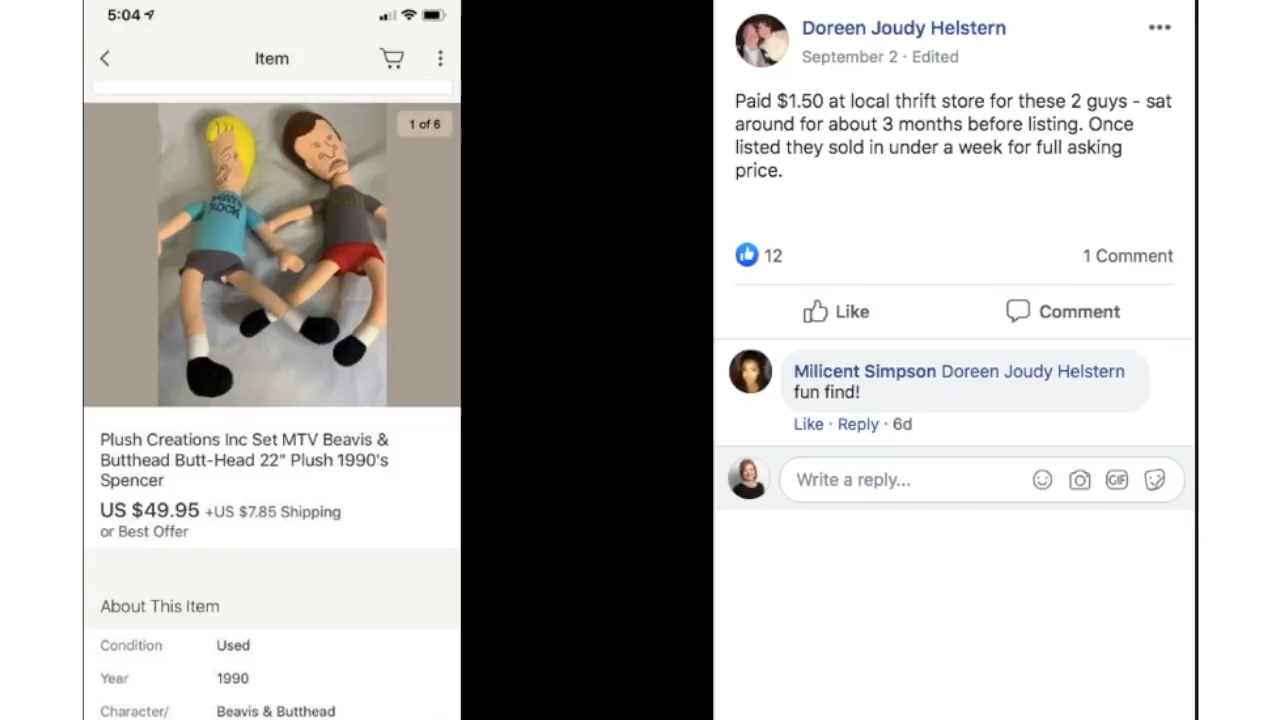 5:04
Item
1 of 6
Plush Creations Inc Set MTV Beavis &
Butthead Butt-Head 22" Plush 1990's
Spencer
US $49.95 +US $7.85 Shipping
or Best Offer
About This Item
Condition Used
Year 1990
Character/ Beavis & Butthead
Doreen Joudy Helstern
September 2 · Edited
Paid $1.50 at local thrift store for these 2 guys - sat
around for about 3 months before listing. Once
listed they sold in under a week for full asking
price.
12 1 Comment
Like Comment
Milicent Simpson Doreen Joudy Helstern
fun find!
Like · Reply · 6d
Write a reply...
GIF